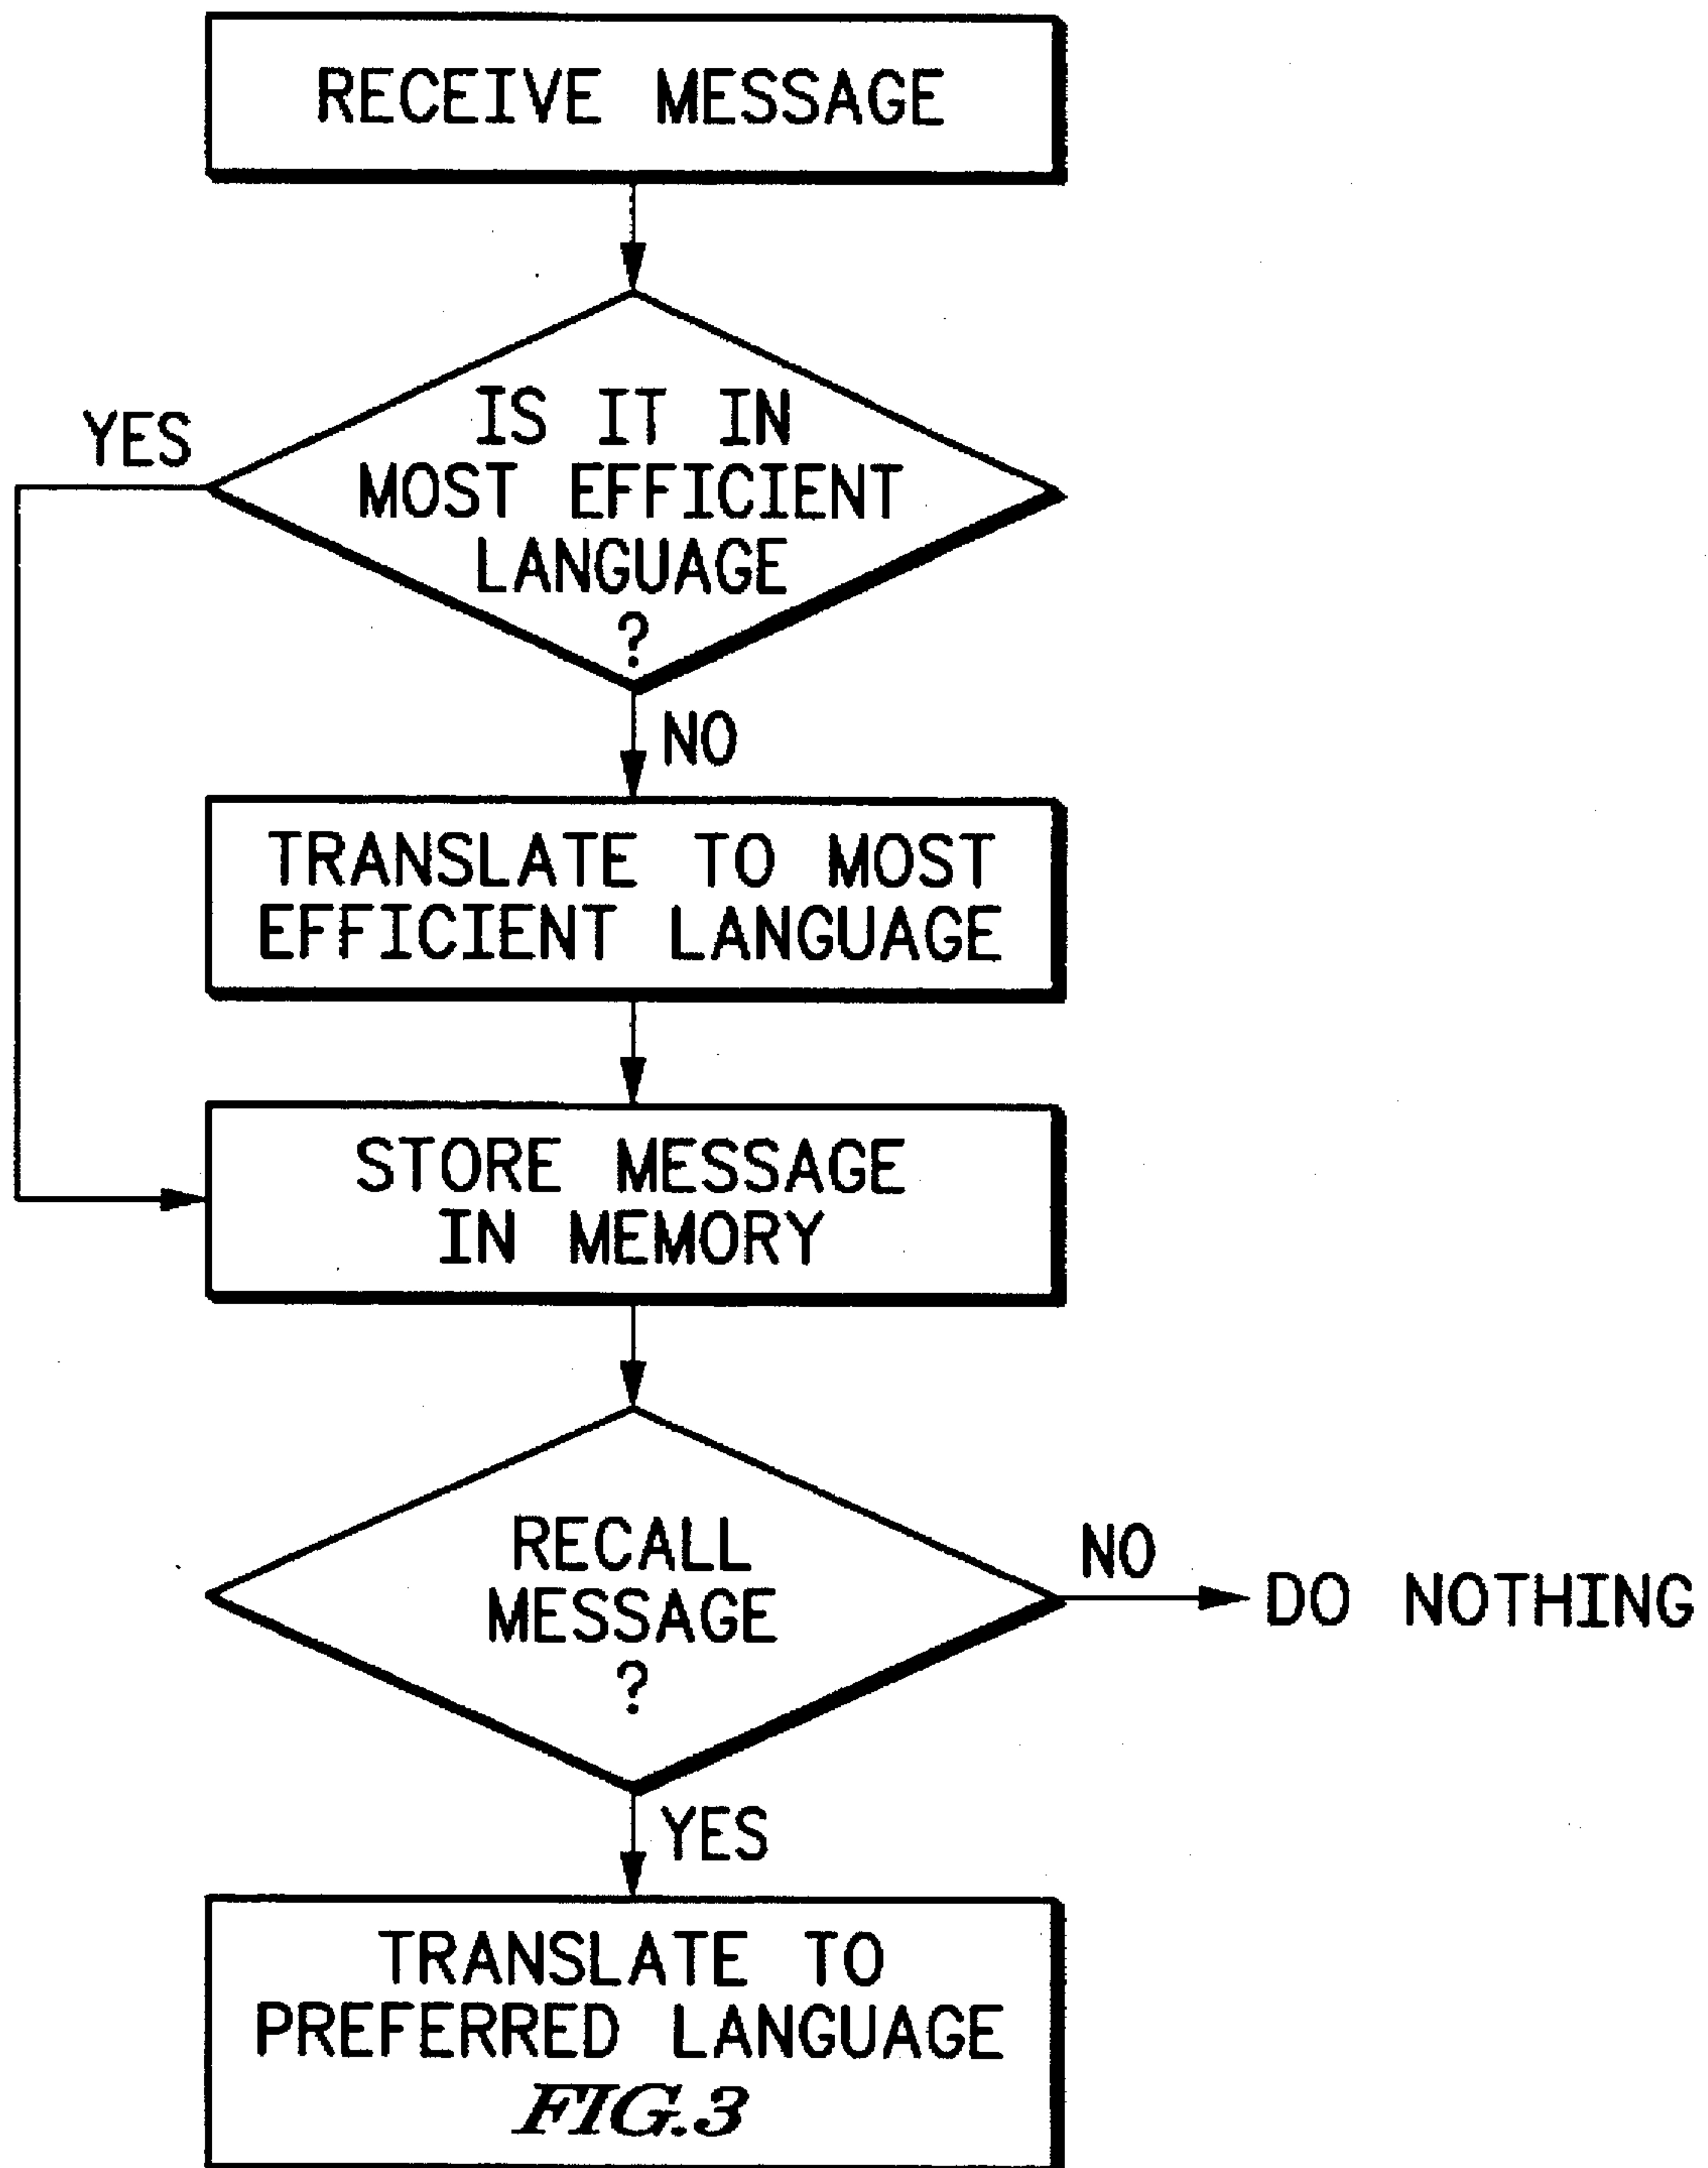 RECEIVE MESSAGE
IS IT IN
MOST EFFICIENT
LANGUAGE
?
YES
NO
TRANSLATE TO MOST
EFFICIENT LANGUAGE
STORE MESSAGE
IN MEMORY
RECALL
MESSAGE
?
NO
DO NOTHING
YES
TRANSLATE TO
PREFERRED LANGUAGE
FIG.3